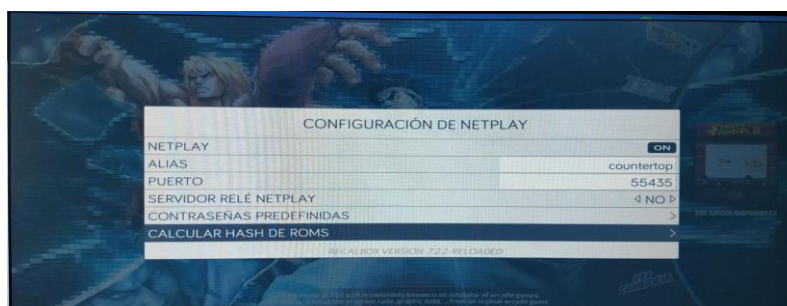 CONFIGURACIÓN DE NETPLAY
NETPLAY ON
ALIAS countertop
PUERTO 55435
SERVIDOR RELÉ NETPLAY NO
CONTRASEÑAS PREDEFINIDAS
CALCULAR HASH DE ROMS
RECALBOX VERSION 7.2.2-RELOADED